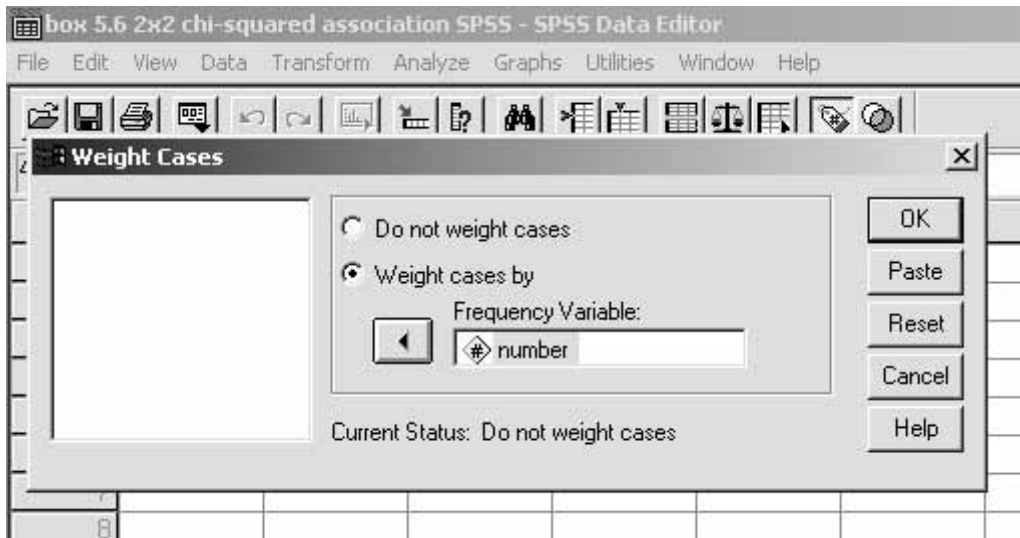 box 5.6 2x2 chi-squared association SPSS - SPSS Data Editor
File Edit View Data Transform Analyze Graphs Utilities Window Help
Weight Cases
Do not weight cases
Weight cases by
Frequency Variable:
# number
Current Status: Do not weight cases
OK
Paste
Reset
Cancel
Help
7
8